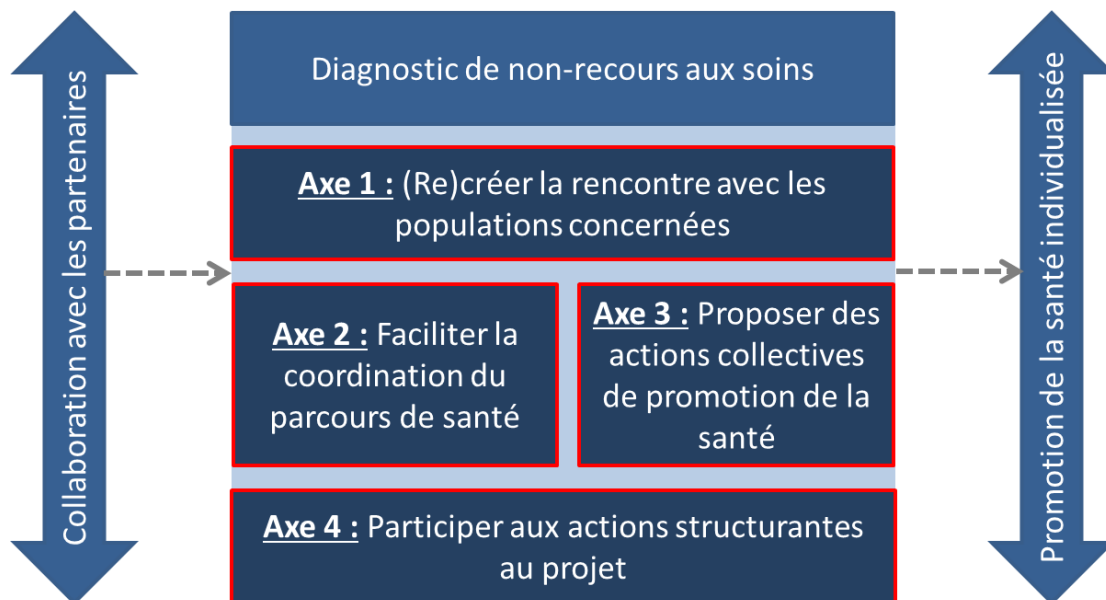 Collaboration avec les partenaires
Diagnostic de non-recours aux soins
Axe 1 : (Re)créer la rencontre avec les
populations concernées
Axe 2 : Faciliter la
coordination du
parcours de santé
Axe 3 : Proposer des
actions collectives
de promotion de la
santé
Axe 4 : Participer aux actions structurantes
au projet
Promotion de la santé individualisée